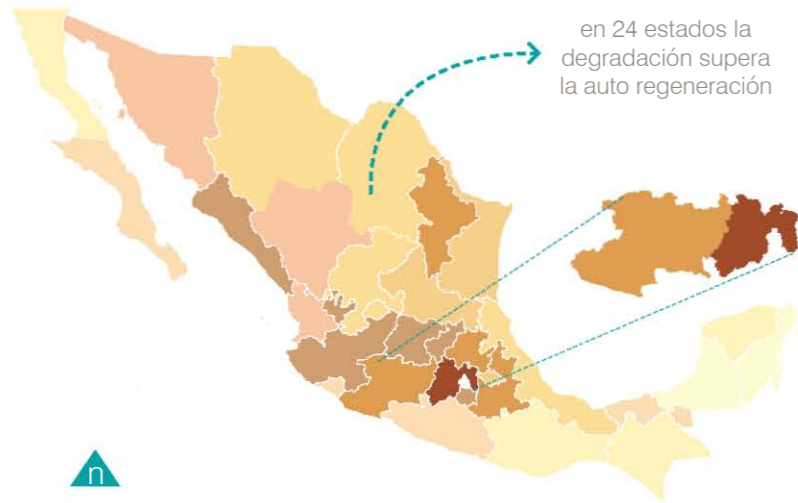 en 24 estados la
degradación supera
la auto regeneración
n